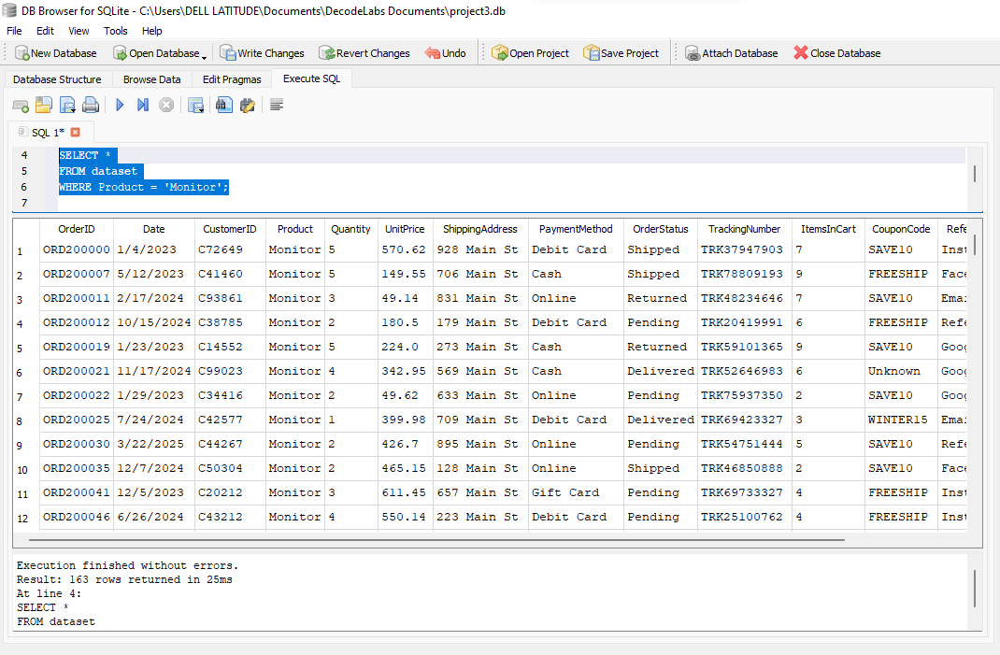 DB Browser for SQLite - C:\Users\DELL LATITUDE\Documents\DecodeLabs Documents\project3.db
File Edit View Tools Help
New Database Open Database Write Changes Revert Changes Undo Open Project Save Project Attach Database Close Database
Database Structure Browse Data Edit Pragmas Execute SQL
SQL 1*
4 SELECT *
5 FROM dataset
6 WHERE Product = 'Monitor';
7
OrderID Date CustomerID Product Quantity UnitPrice ShippingAddress PaymentMethod OrderStatus TrackingNumber ItemsInCart CouponCode Refe
1 ORD200000 1/4/2023 C72649 Monitor 5 570.62 928 Main St Debit Card Shipped TRK37947903 7 SAVE10 Inst
2 ORD200007 5/12/2023 C41460 Monitor 5 149.55 706 Main St Cash Shipped TRK78809193 9 FREESHIP Face
3 ORD200011 2/17/2024 C93861 Monitor 3 49.14 831 Main St Online Returned TRK48234646 7 SAVE10 Emai
4 ORD200012 10/15/2024 C38785 Monitor 2 180.5 179 Main St Debit Card Pending TRK20419991 6 FREESHIP Refe
5 ORD200019 1/23/2023 C14552 Monitor 5 224.0 273 Main St Cash Returned TRK59101365 9 SAVE10 Goog
6 ORD200021 11/17/2024 C99023 Monitor 4 342.95 569 Main St Cash Delivered TRK52646983 6 Unknown Goog
7 ORD200022 1/29/2023 C34416 Monitor 2 49.62 633 Main St Online Pending TRK75937350 2 SAVE10 Goog
8 ORD200025 7/24/2024 C42577 Monitor 1 399.98 709 Main St Debit Card Delivered TRK69423327 3 WINTER15 Emai
9 ORD200030 3/22/2025 C44267 Monitor 2 426.7 895 Main St Online Pending TRK54751444 5 SAVE10 Refe
10 ORD200035 12/7/2024 C50304 Monitor 2 465.15 128 Main St Online Shipped TRK46850888 2 SAVE10 Face
11 ORD200041 12/5/2023 C20212 Monitor 3 611.45 657 Main St Gift Card Pending TRK69733327 4 FREESHIP Inst
12 ORD200046 6/26/2024 C43212 Monitor 4 550.14 223 Main St Debit Card Pending TRK25100762 4 FREESHIP Inst
Execution finished without errors.
Result: 163 rows returned in 25ms
At line 4:
SELECT *
FROM dataset